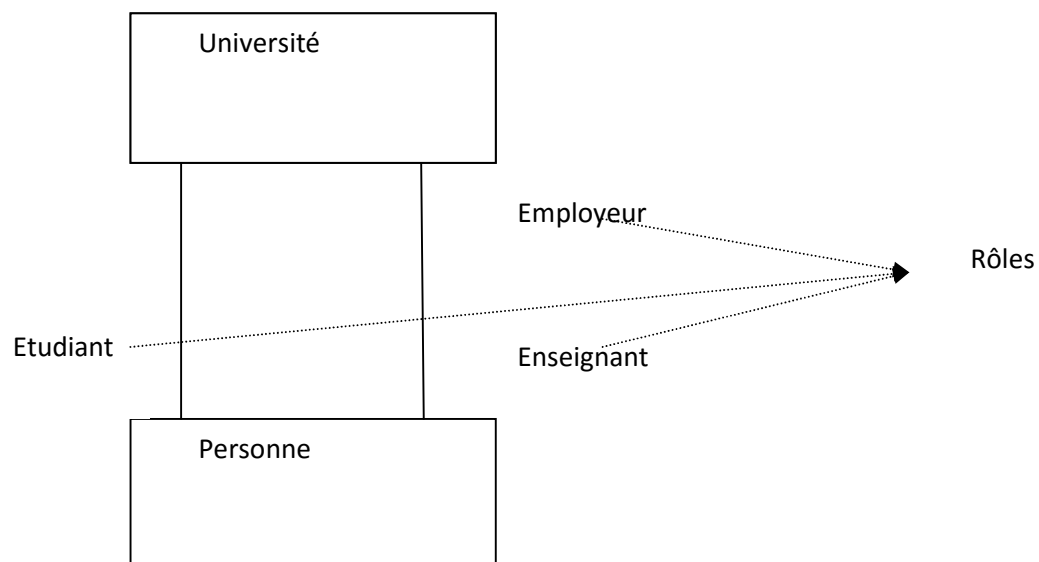 Université
Employeur
Rôles
Etudiant
Enseignant
Personne